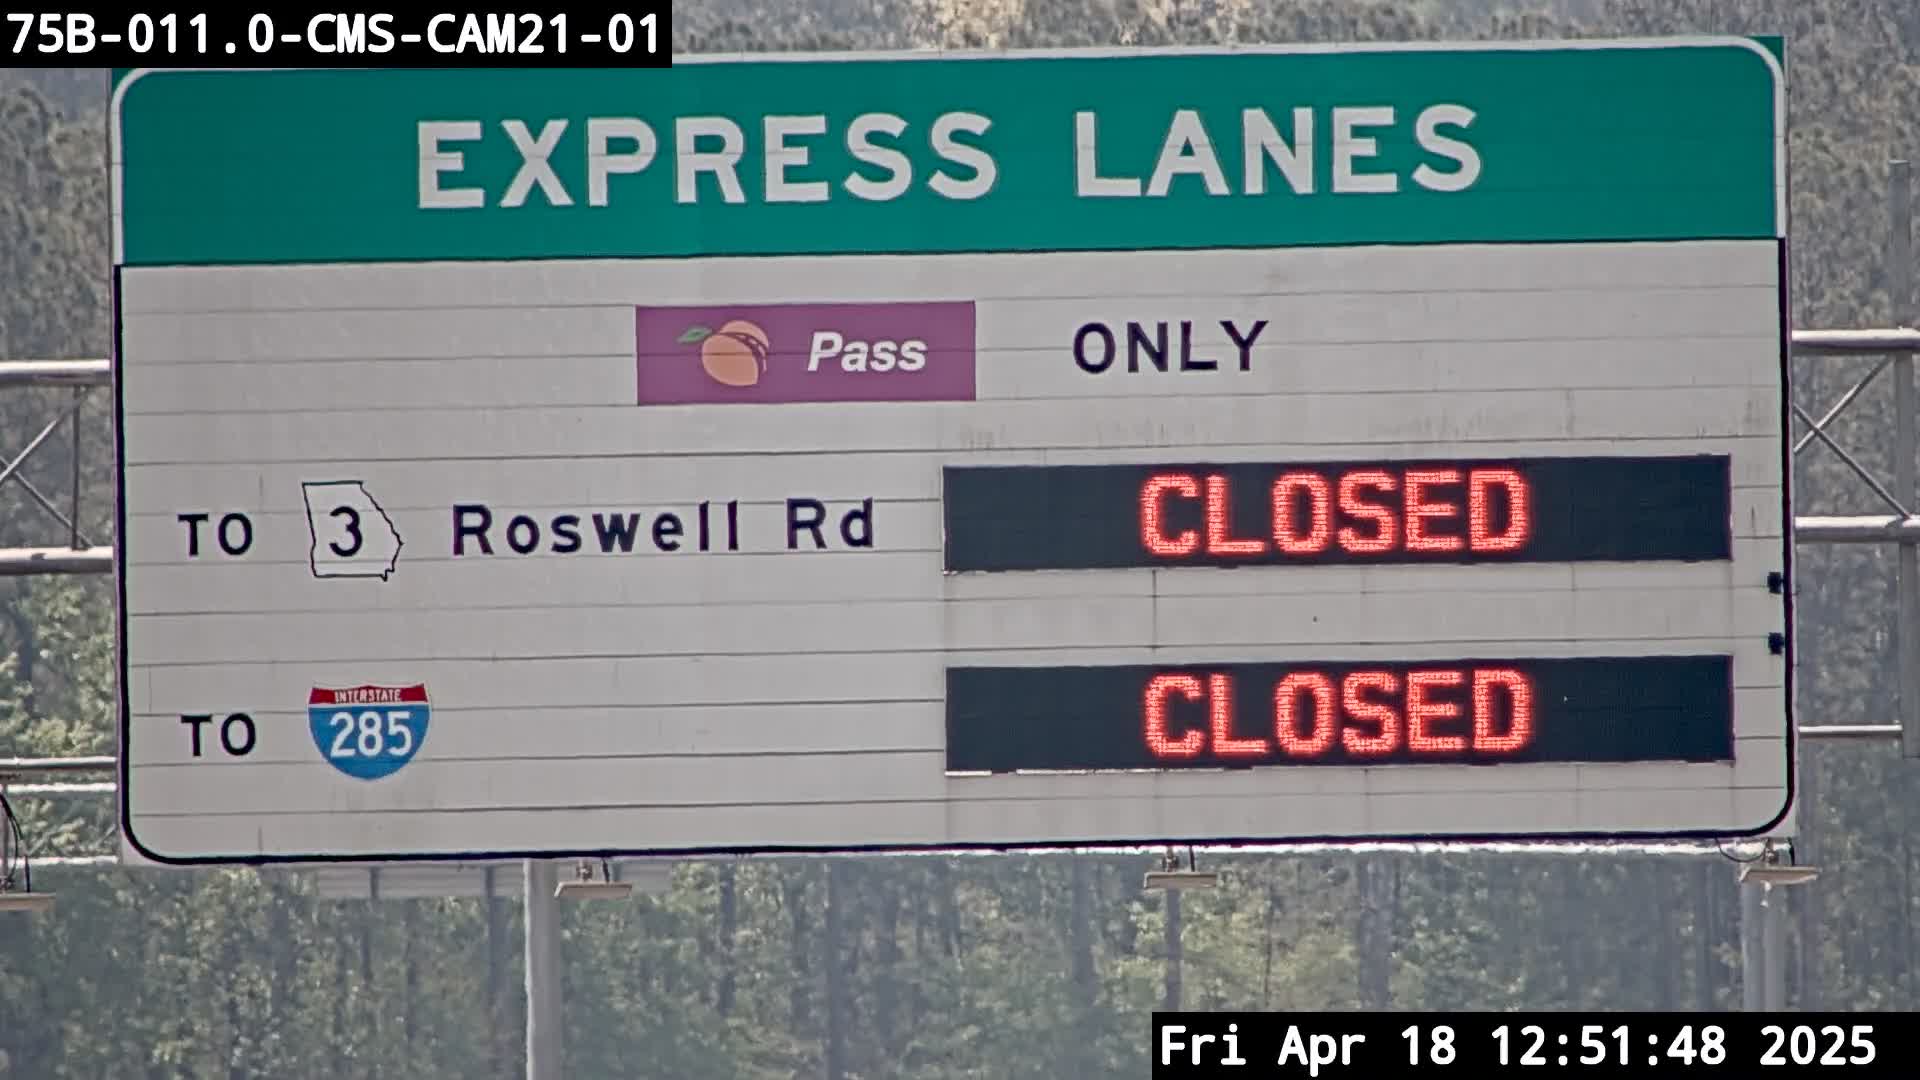 75B-011.0-CMS-CAM21-01
EXPRESS LANES
Pass ONLY
TO 3 Roswell Rd CLOSED
TO INTERSTATE 285 CLOSED
Fri Apr 18 12:51:48 2025